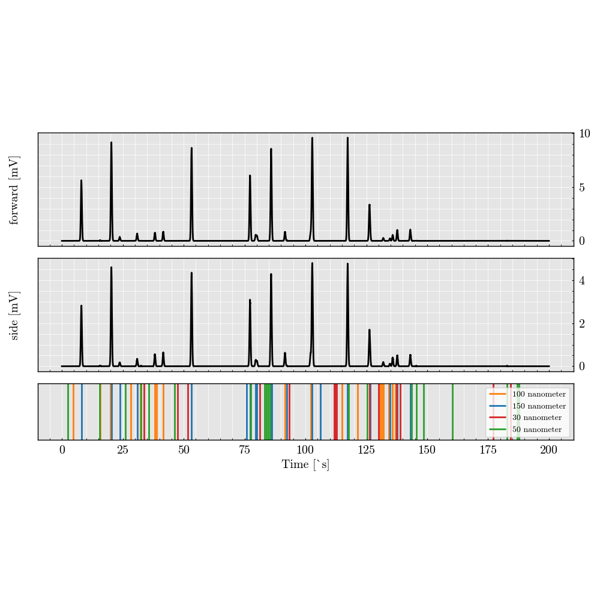 forward [mV]
10
5
0
side [mV]
4
2
0
100 nanometer
150 nanometer
30 nanometer
50 nanometer
0 25 50 75 100 125 150 175 200
Time [`s]